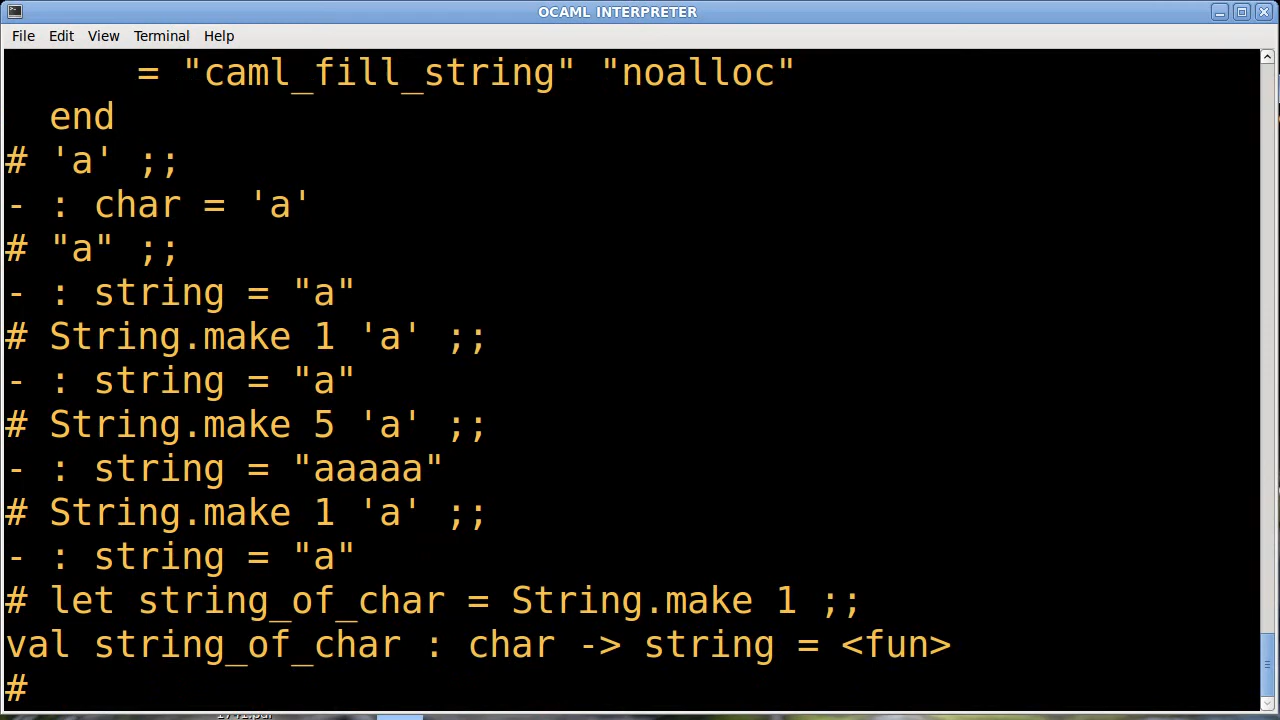 OCAML INTERPRETER
File Edit View Terminal Help
= "caml_fill_string" "noalloc"
end
# 'a' ;;
- : char = 'a'
# "a" ;;
- : string = "a"
# String.make 1 'a' ;;
- : string = "a"
# String.make 5 'a' ;;
- : string = "aaaaa"
# String.make 1 'a' ;;
- : string = "a"
# let string_of_char = String.make 1 ;;
val string_of_char : char -> string = <fun>
#